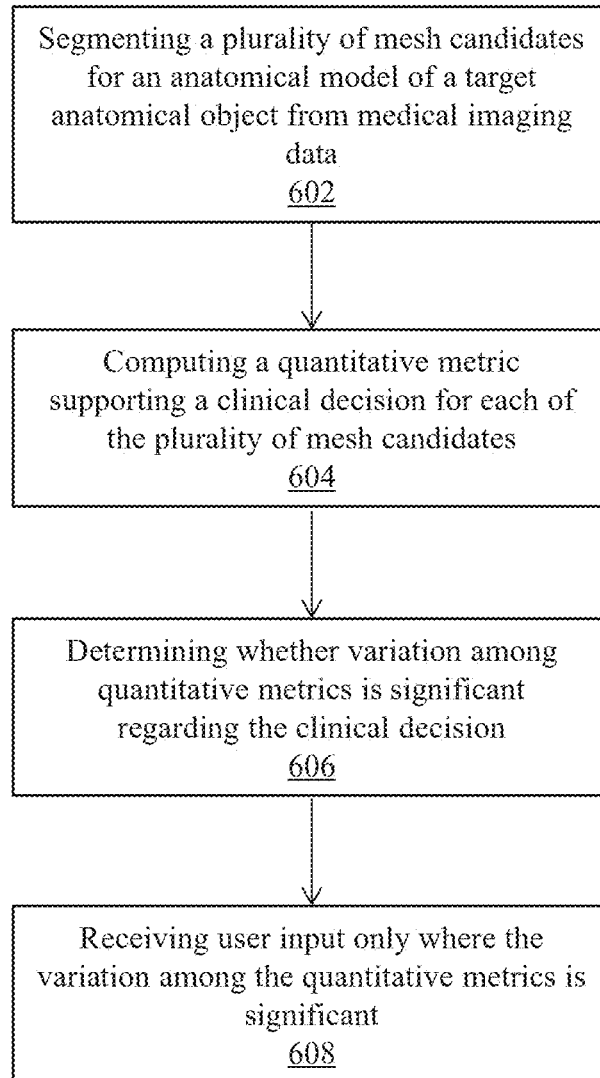 Segmenting a plurality of mesh candidates
for an anatomical model of a target
anatomical object from medical imaging
data
602
Computing a quantitative metric
supporting a clinical decision for each of
the plurality of mesh candidates
604
Determining whether variation among
quantitative metrics is significant
regarding the clinical decision
606
Receiving user input only where the
variation among the quantitative metrics is
significant
608